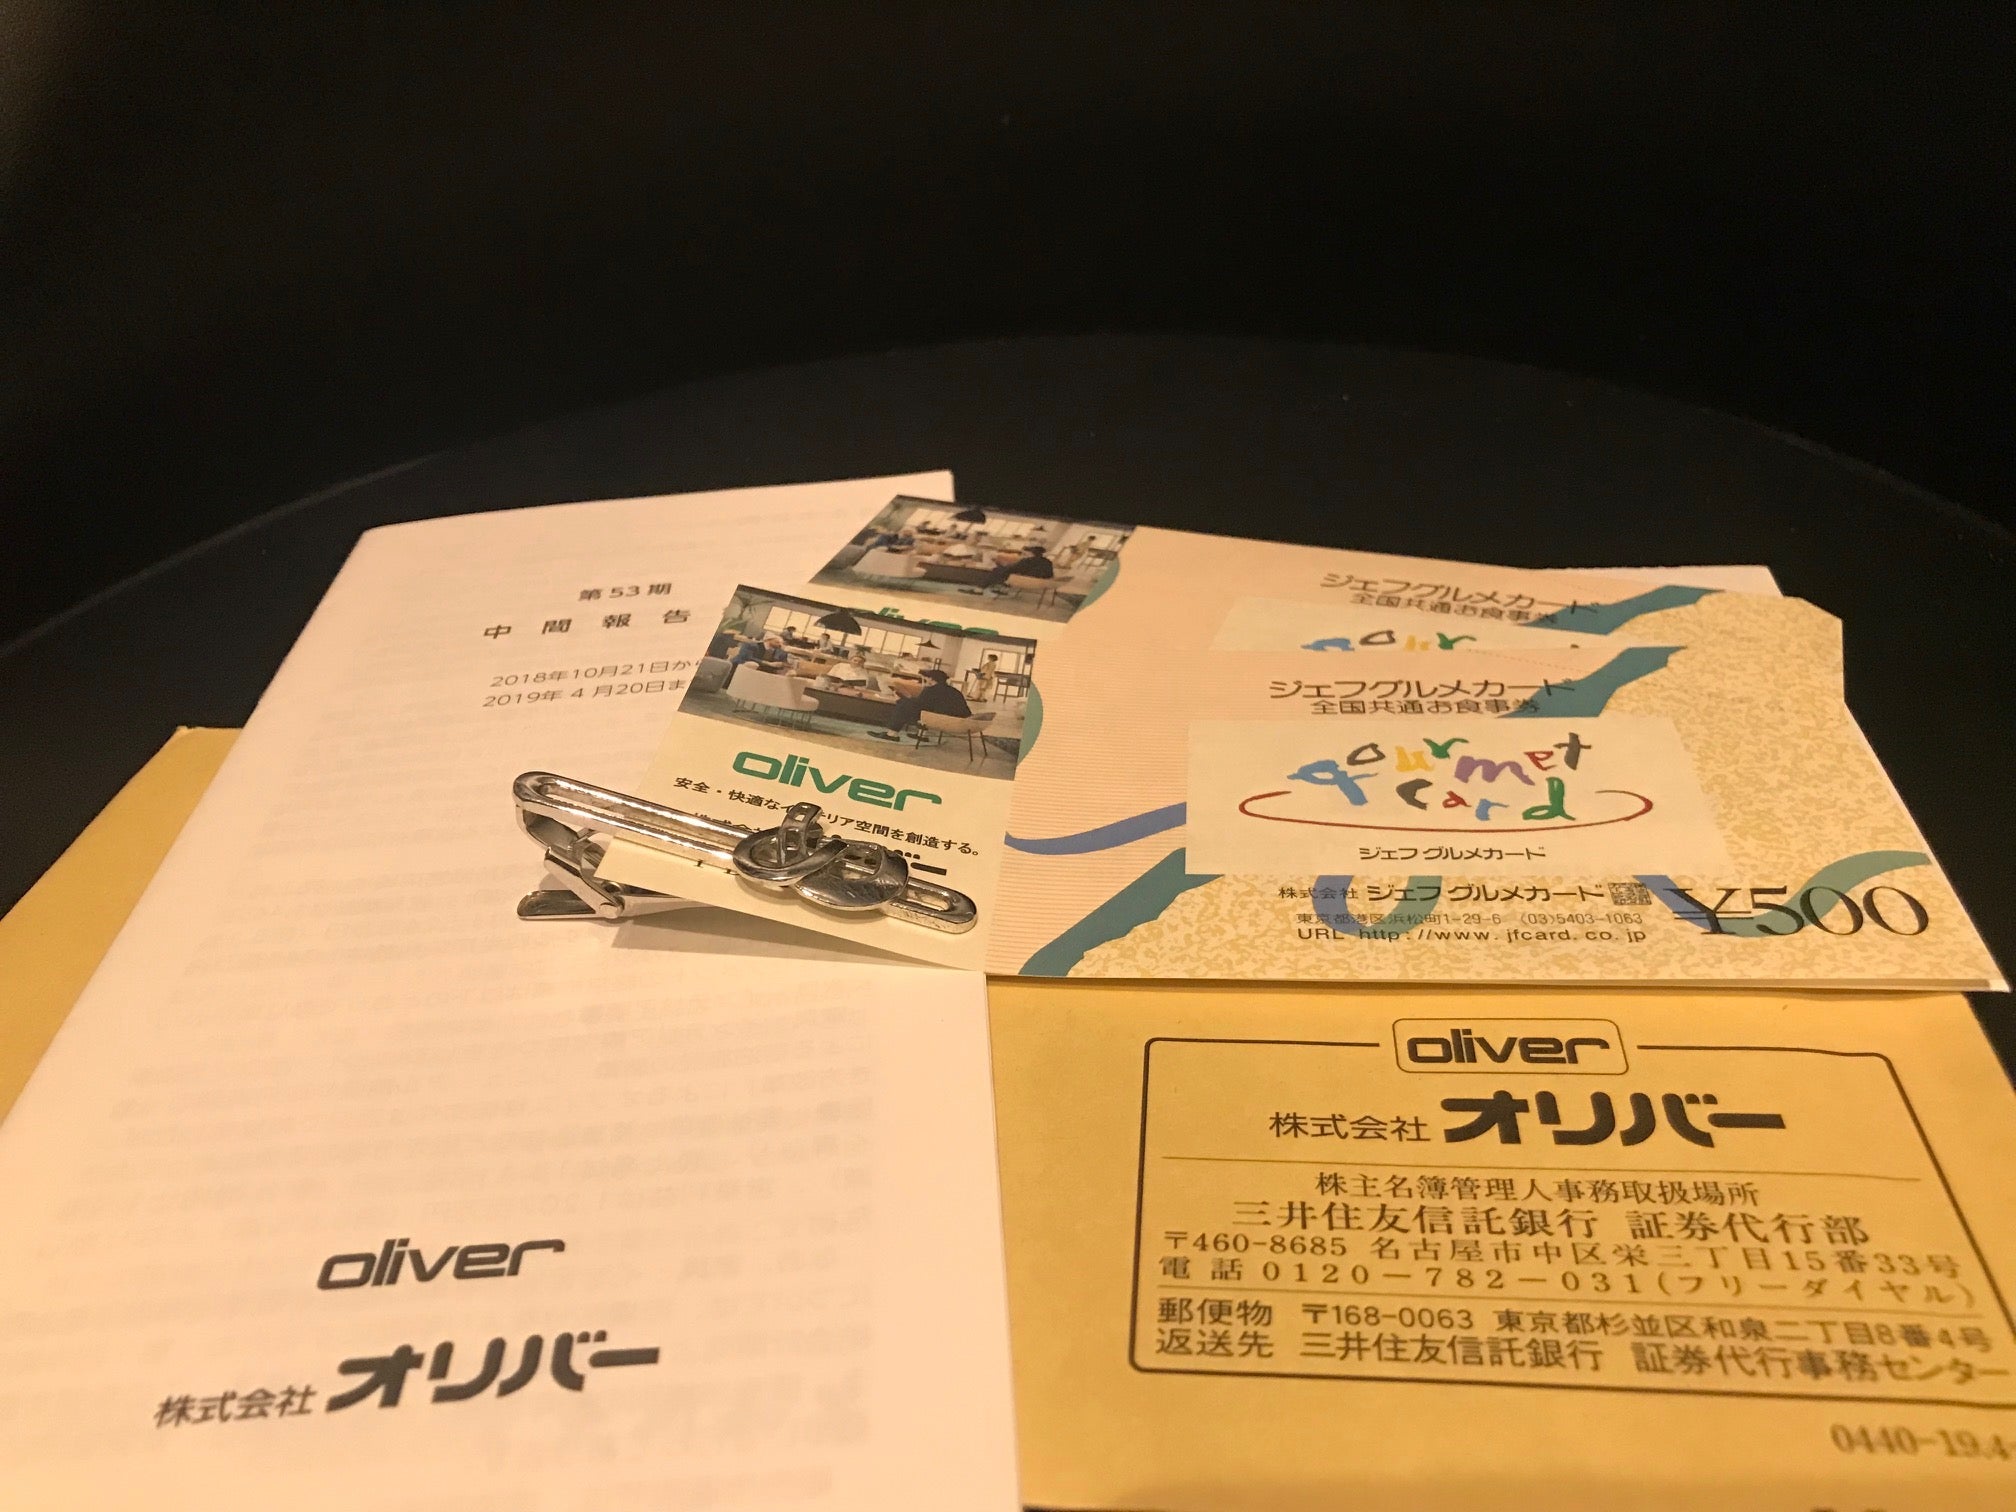 第53期
中間報告
2018年10月21日から
2019年4月20日ま
oliver
株式会社 オリバー
ジェフグルメカード
全国共通お食事券
ジェフグルメカード
全国共通お食事券
gourmet
card
ジェフ グルメカード
株式会社 ジェフ グルメカード
東京都港区浜松町1-29-6 (03)5403-1063
URL http://www.jfcard.co.jp
¥500
oliver
oliver
安全・快適なイ テリア空間を創造する。
oliver
株式会社 オリバー
株主名簿管理人事務取扱場所
三井住友信託銀行 証券代行部
〒460-8685 名古屋市中区栄三丁目15番33号
電話 0120-782-031(フリーダイヤル)
郵便物 〒168-0063 東京都杉並区和泉二丁目8番4号
返送先 三井住友信託銀行 証券代行事務センター
0440-19.4